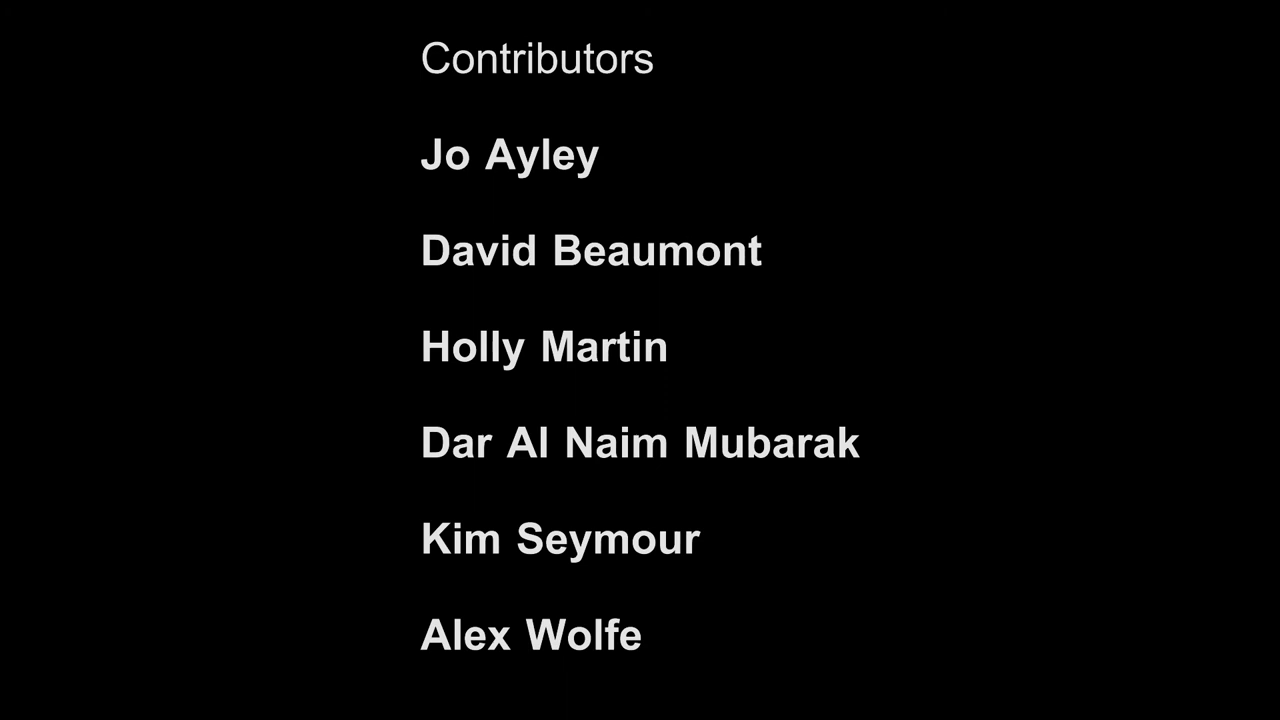 Contributors
Jo Ayley
David Beaumont
Holly Martin
Dar Al Naim Mubarak
Kim Seymour
Alex Wolfe